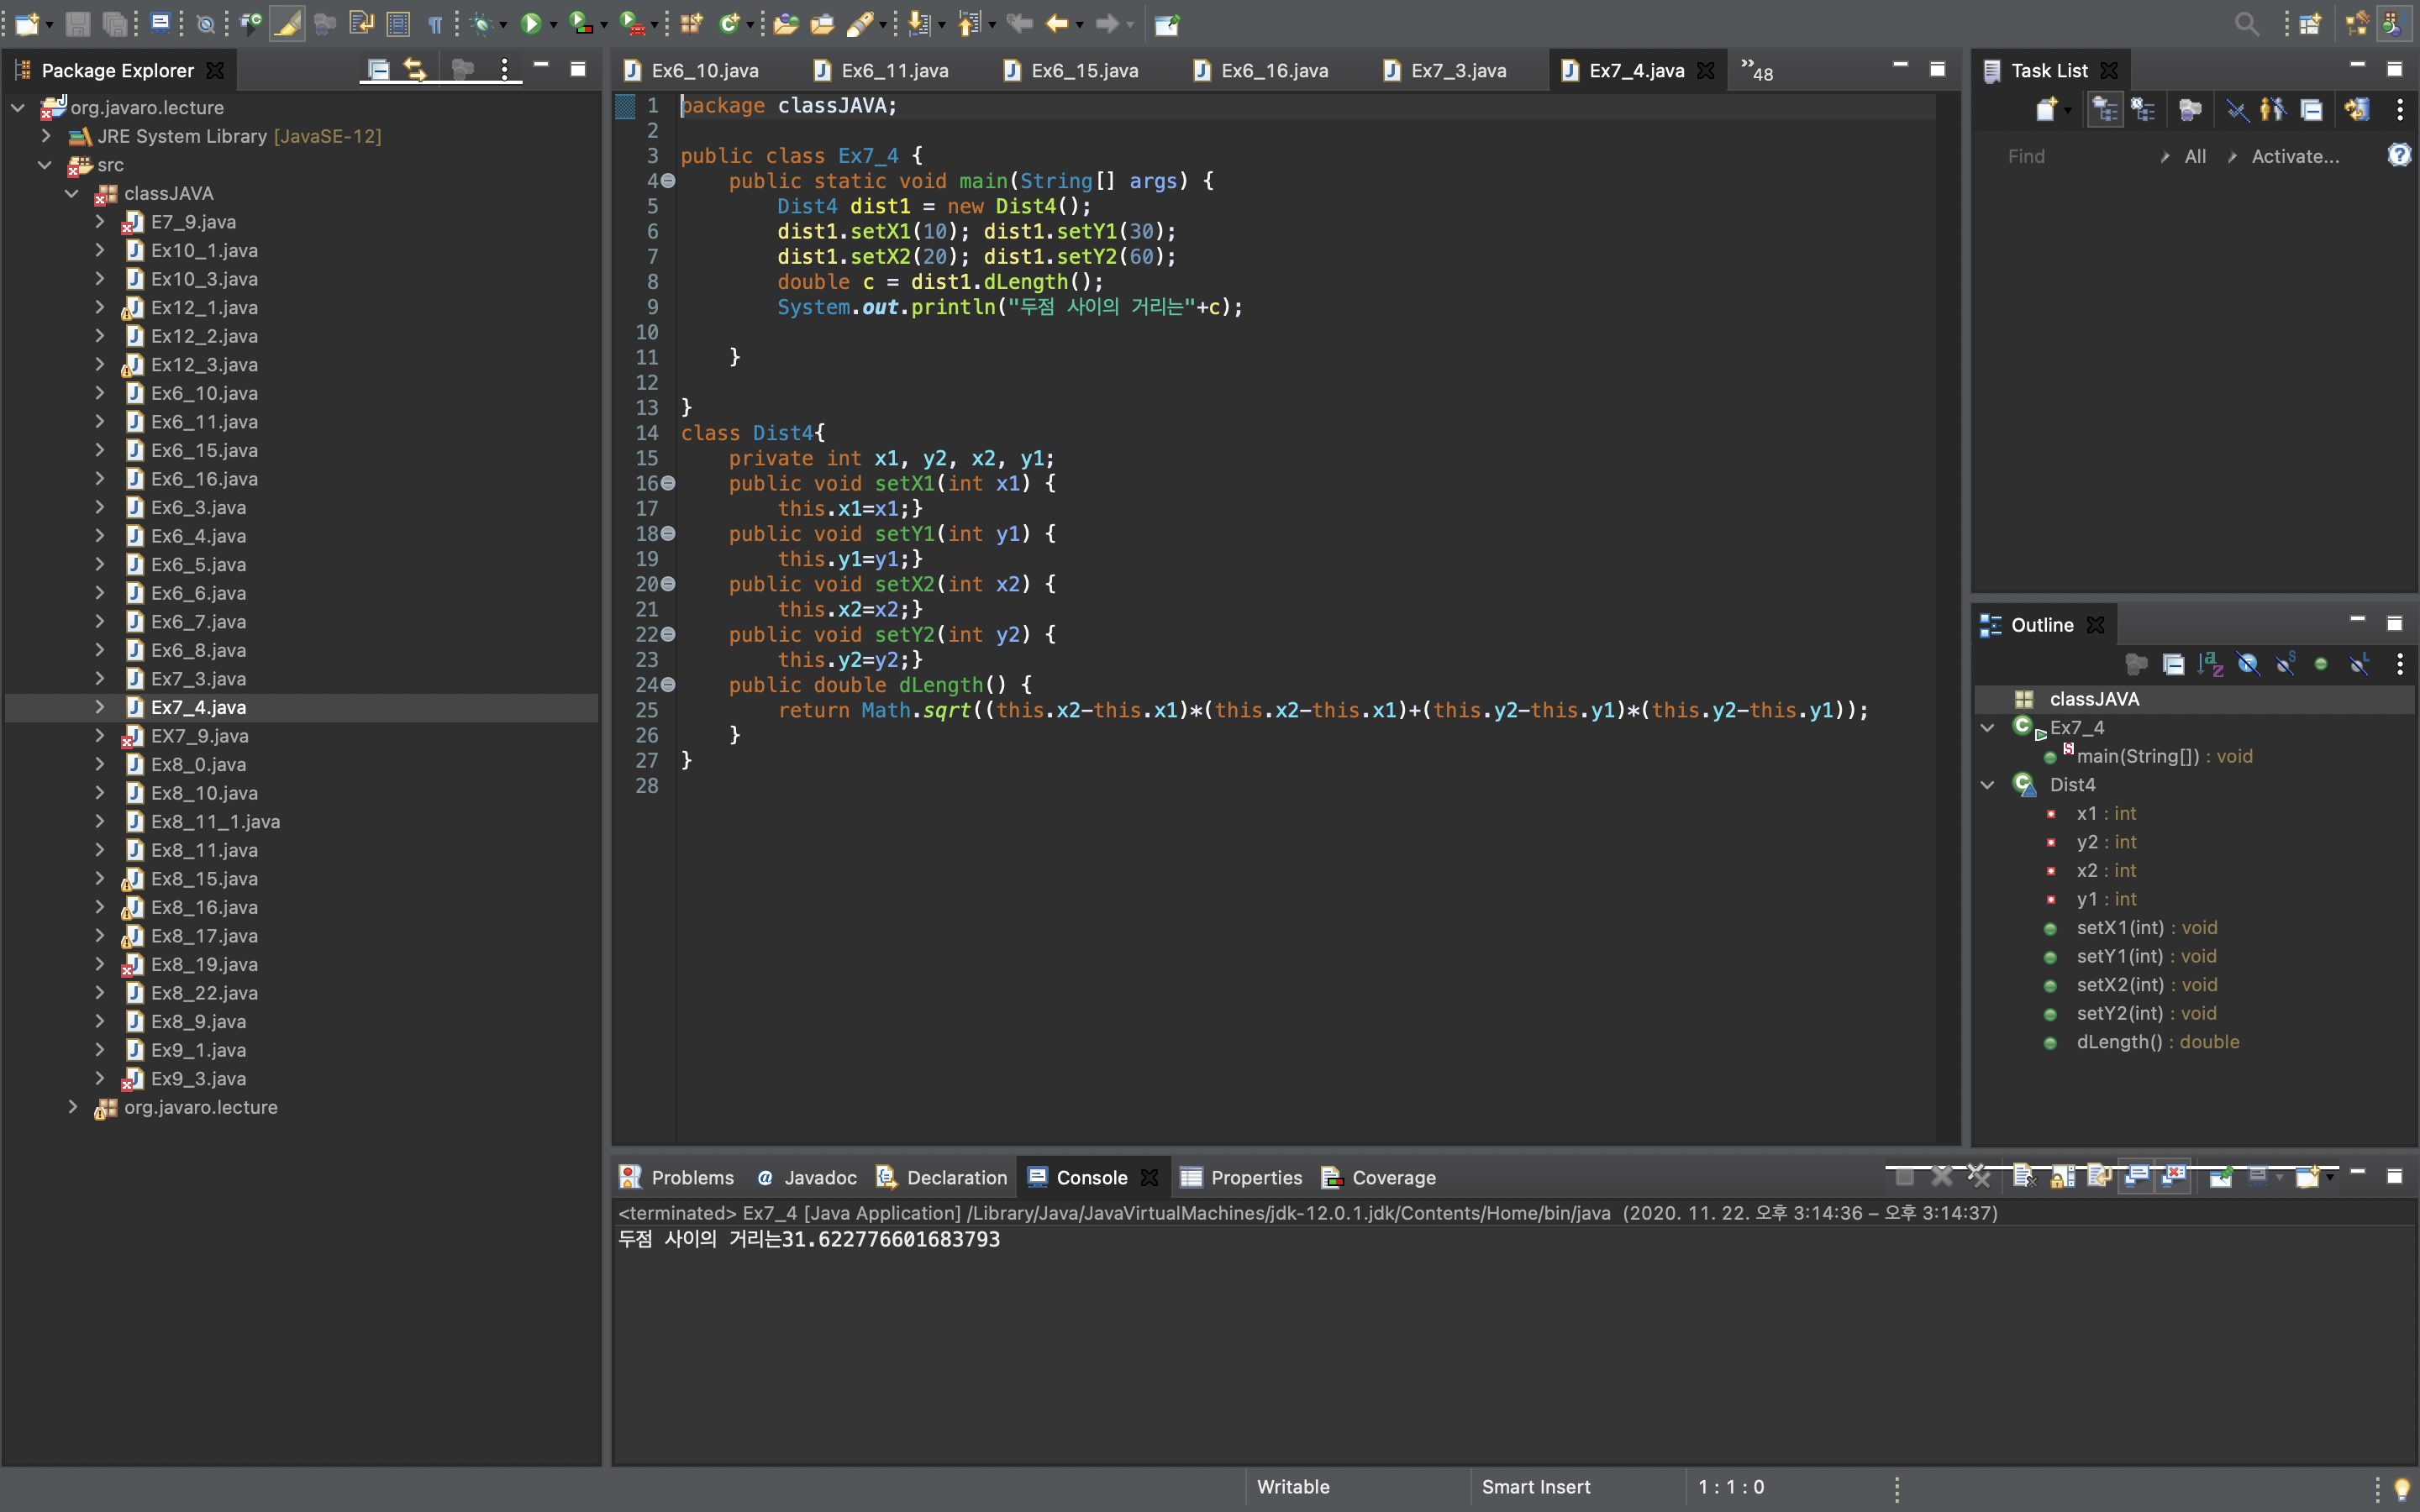 Package Explorer
org.javaro.lecture
JRE System Library [JavaSE-12]
src
classJAVA
E7_9.java
Ex10_1.java
Ex10_3.java
Ex12_1.java
Ex12_2.java
Ex12_3.java
Ex6_10.java
Ex6_11.java
Ex6_15.java
Ex6_16.java
Ex6_3.java
Ex6_4.java
Ex6_5.java
Ex6_6.java
Ex6_7.java
Ex6_8.java
Ex7_3.java
Ex7_4.java
EX7_9.java
Ex8_0.java
Ex8_10.java
Ex8_11_1.java
Ex8_11.java
Ex8_15.java
Ex8_16.java
Ex8_17.java
Ex8_19.java
Ex8_22.java
Ex8_9.java
Ex9_1.java
Ex9_3.java
org.javaro.lecture
Ex6_10.java Ex6_11.java Ex6_15.java Ex6_16.java Ex7_3.java Ex7_4.java »48
1 package classJAVA;
2
3 public class Ex7_4 {
4 public static void main(String[] args) {
5 Dist4 dist1 = new Dist4();
6 dist1.setX1(10); dist1.setY1(30);
7 dist1.setX2(20); dist1.setY2(60);
8 double c = dist1.dLength();
9 System.out.println("두점 사이의 거리는"+c);
10
11 }
12
13 }
14 class Dist4{
15 private int x1, y2, x2, y1;
16 public void setX1(int x1) {
17 this.x1=x1;}
18 public void setY1(int y1) {
19 this.y1=y1;}
20 public void setX2(int x2) {
21 this.x2=x2;}
22 public void setY2(int y2) {
23 this.y2=y2;}
24 public double dLength() {
25 return Math.sqrt((this.x2-this.x1)*(this.x2-this.x1)+(this.y2-this.y1)*(this.y2-this.y1));
26 }
27 }
28
Task List
Find All Activate...
Outline
classJAVA
Ex7_4
main(String[]) : void
Dist4
x1 : int
y2 : int
x2 : int
y1 : int
setX1(int) : void
setY1(int) : void
setX2(int) : void
setY2(int) : void
dLength() : double
Problems Javadoc Declaration Console Properties Coverage
<terminated> Ex7_4 [Java Application] /Library/Java/JavaVirtualMachines/jdk-12.0.1.jdk/Contents/Home/bin/java (2020. 11. 22. 오후 3:14:36 – 오후 3:14:37)
두점 사이의 거리는31.622776601683793
Writable Smart Insert 1 : 1 : 0